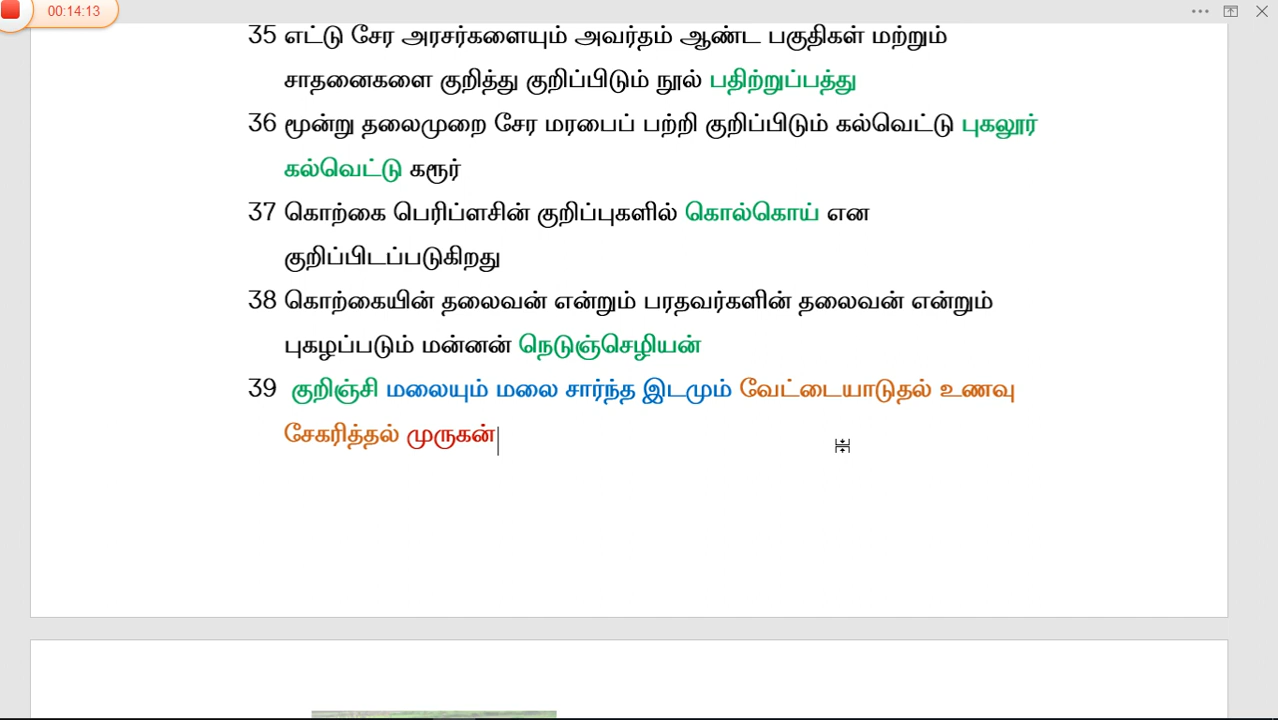 00:14:13
35 எட்டு சேர அரசர்களையும் அவர்தம் ஆண்ட பகுதிகள் மற்றும்
சாதனைகளை குறித்து குறிப்பிடும் நூல் பதிற்றுப்பத்து
36 மூன்று தலைமுறை சேர மரபைப் பற்றி குறிப்பிடும் கல்வெட்டு புகலூர்
கல்வெட்டு கரூர்
37 கொற்கை பெரிப்ளசின் குறிப்புகளில் கொல்கொய் என
குறிப்பிடப்படுகிறது
38 கொற்கையின் தலைவன் என்றும் பரதவர்களின் தலைவன் என்றும்
புகழப்படும் மன்னன் நெடுஞ்செழியன்
39 குறிஞ்சி மலையும் மலை சார்ந்த இடமும் வேட்டையாடுதல் உணவு
சேகரித்தல் முருகன்